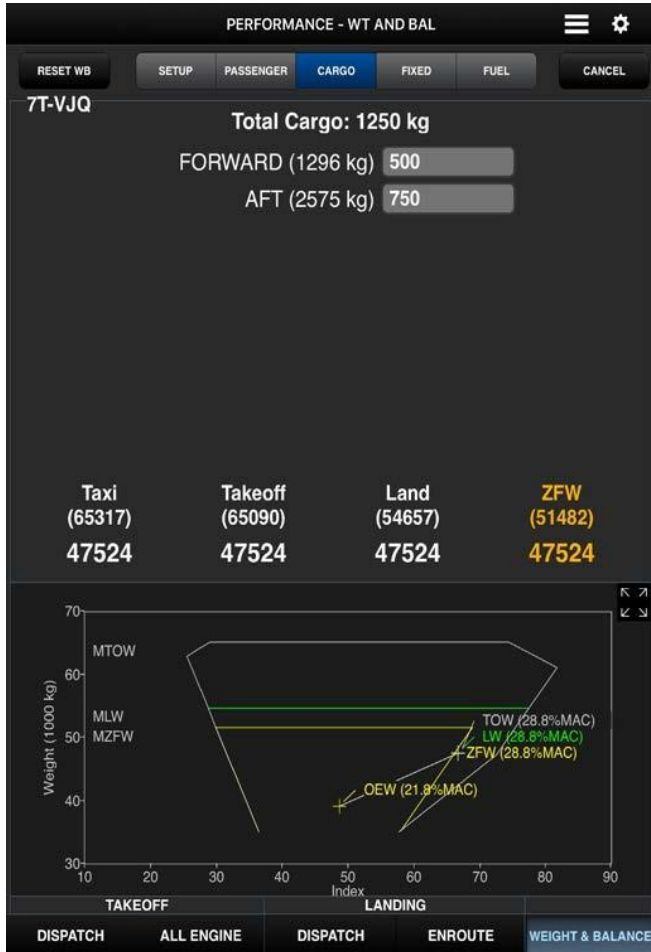 PERFORMANCE - WT AND BAL
RESET WB SETUP PASSENGER CARGO FIXED FUEL CANCEL
7T-VJQ
Total Cargo: 1250 kg
FORWARD (1296 kg) 500
AFT (2575 kg) 750
Taxi Takeoff Land ZFW
(65317) (65090) (54657) (51482)
47524 47524 47524 47524
70
MTOW
60
MLW
TOW (28.8%MAC)
50 MZFW
LW (28.8%MAC)
ZFW (28.8%MAC)
OEW (21.8%MAC)
40
30
Weight (1000 kg)
10 20 30 40 50 60 70 80 90
Index
TAKEOFF LANDING
DISPATCH ALL ENGINE DISPATCH ENROUTE WEIGHT & BALANCE